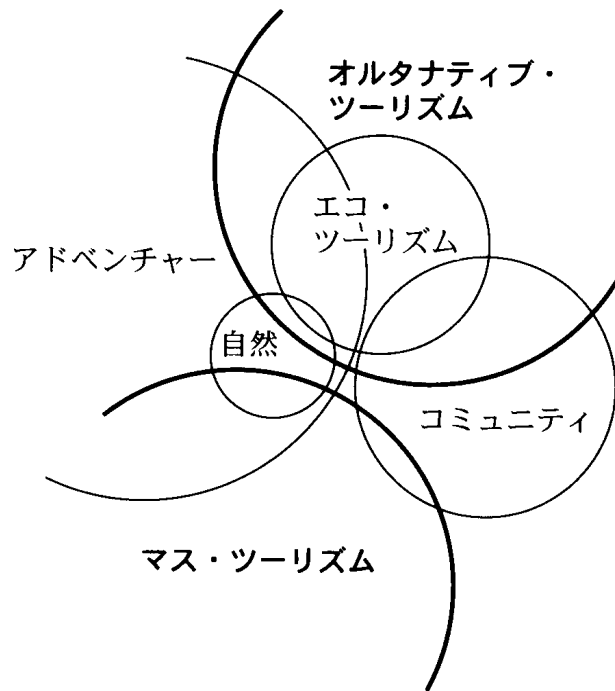 オルタナティブ・
ツーリズム
エコ・
ツーリズム
アドベンチャー
自然
コミュニティ
マス・ツーリズム